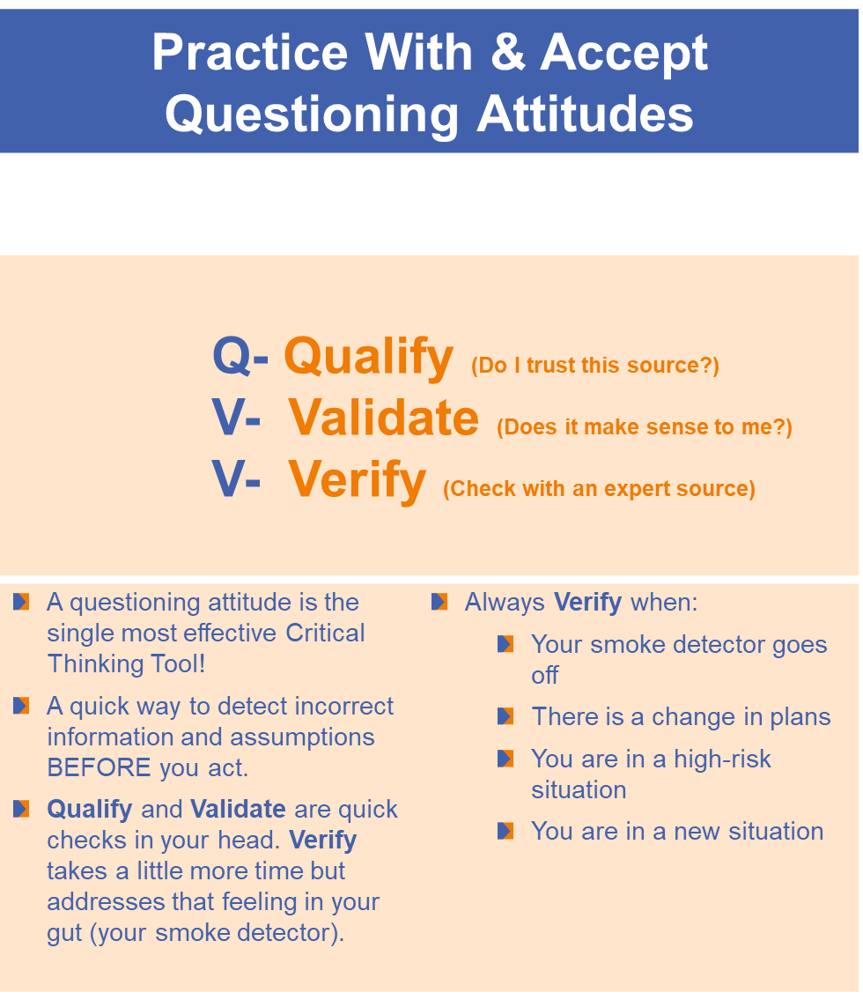 Practice With & Accept
Questioning Attitudes
Q- Qualify (Do I trust this source?)
V- Validate (Does it make sense to me?)
V- Verify (Check with an expert source)
A questioning attitude is the
single most effective Critical
Thinking Tool!
A quick way to detect incorrect
information and assumptions
BEFORE you act.
Qualify and Validate are quick
checks in your head. Verify
takes a little more time but
addresses that feeling in your
gut (your smoke detector).
Always Verify when:
Your smoke detector goes
off
There is a change in plans
You are in a high-risk
situation
You are in a new situation